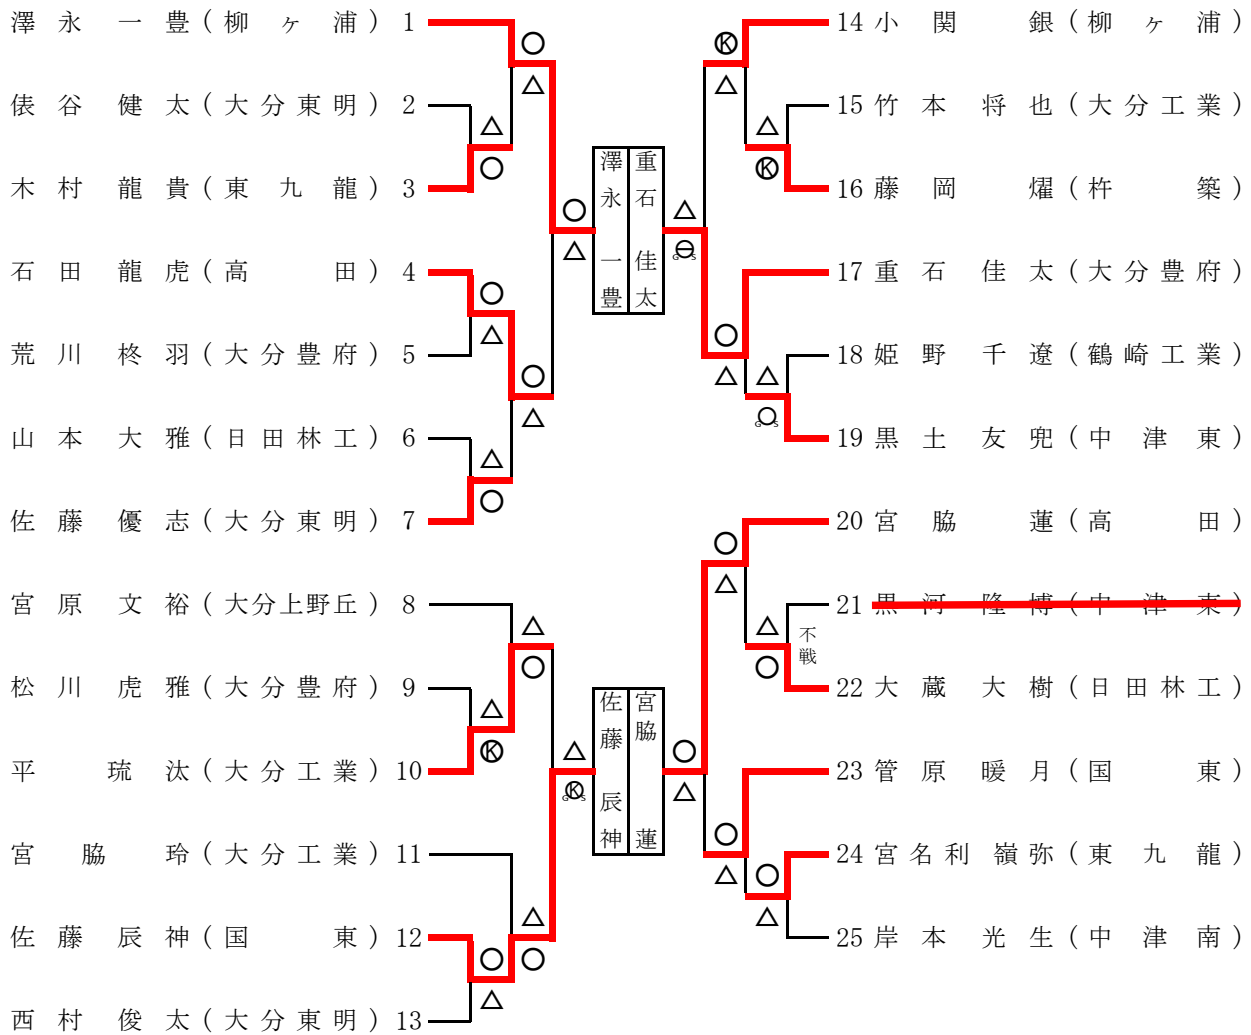 澤永一豊(柳ヶ浦) 1
俵谷健太(大分東明) 2
木村龍貴(東九龍) 3
石田龍虎(高田) 4
荒川柊羽(大分豊府) 5
山本大雅(日田林工) 6
佐藤優志(大分東明) 7
宮原文裕(大分上野丘) 8
松川虎雅(大分豊府) 9
平琉汰(大分工業) 10
宮脇玲(大分工業) 11
佐藤辰神(国東) 12
西村俊太(大分東明) 13
澤永一豊
重石佳太
佐藤辰神
宮脇蓮
14 小関銀(柳ヶ浦)
15 竹本将也(大分工業)
16 藤岡燿(杵築)
17 重石佳太(大分豊府)
18 姫野千遼(鶴崎工業)
19 黒土友兜(中津東)
20 宮脇蓮(高田)
21 黒河隆博(中津東)
不戦
22 大蔵大樹(日田林工)
23 管原暖月(国東)
24 宮名利嶺弥(東九龍)
25 岸本光生(中津南)